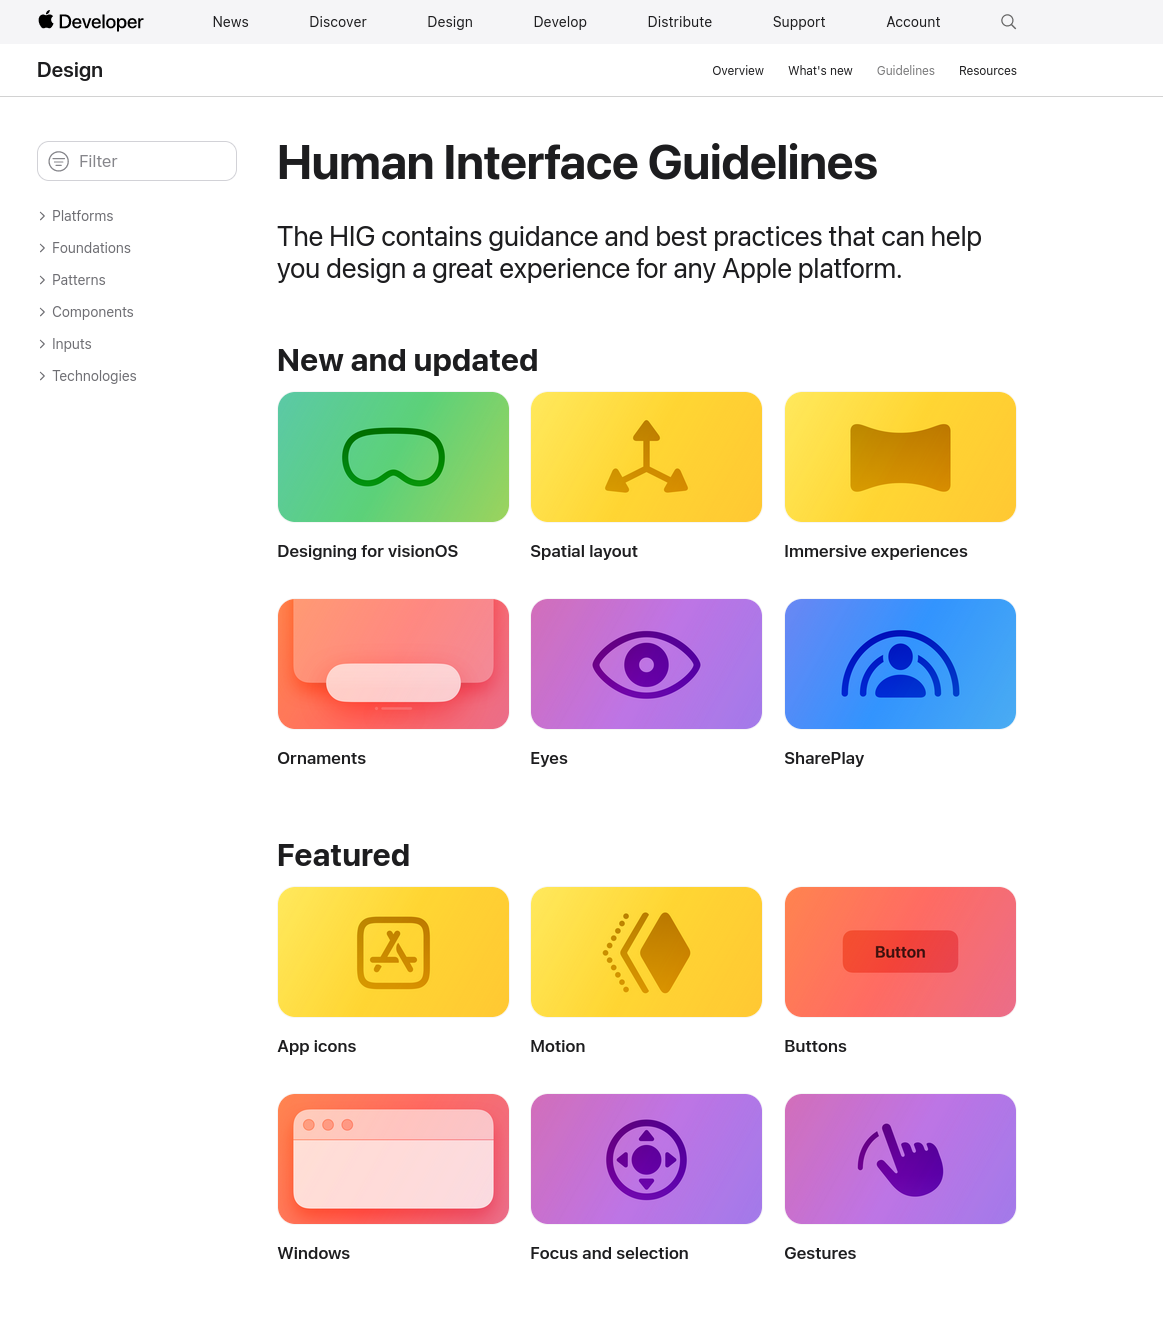 Developer News Discover Design Develop Distribute Support Account
Design Overview What's new Guidelines Resources
Filter
Platforms
Foundations
Patterns
Components
Inputs
Technologies
Human Interface Guidelines
The HIG contains guidance and best practices that can help
you design a great experience for any Apple platform.
New and updated
Designing for visionOS Spatial layout Immersive experiences
Ornaments Eyes SharePlay
Featured
Button
App icons Motion Buttons
Windows Focus and selection Gestures